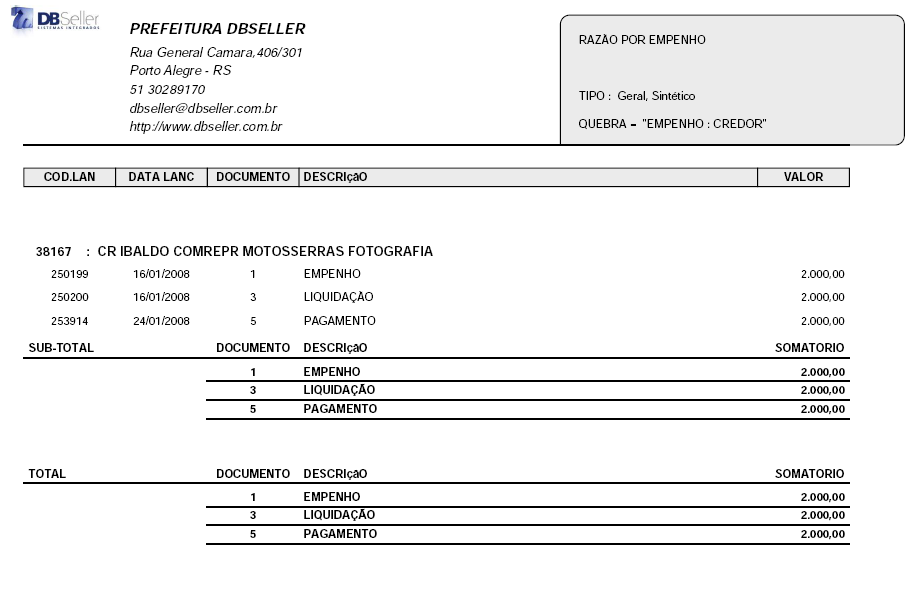 DBSeller
SISTEMAS INTEGRADOS
PREFEITURA DBSELLER
Rua General Camara,406/301
Porto Alegre - RS
51 30289170
dbseller@dbseller.com.br
http://www.dbseller.com.br
RAZÃO POR EMPENHO
TIPO : Geral, Sintético
QUEBRA = "EMPENHO : CREDOR"
COD.LAN DATA LANC DOCUMENTO DESCRIçãO VALOR
38167 : CR IBALDO COMREPR MOTOSSERRAS FOTOGRAFIA
250199 16/01/2008 1 EMPENHO 2.000,00
250200 16/01/2008 3 LIQUIDAÇÃO 2.000,00
253914 24/01/2008 5 PAGAMENTO 2.000,00
SUB-TOTAL DOCUMENTO DESCRIçãO SOMATORIO
1 EMPENHO 2.000,00
3 LIQUIDAÇÃO 2.000,00
5 PAGAMENTO 2.000,00
TOTAL DOCUMENTO DESCRIçãO SOMATORIO
1 EMPENHO 2.000,00
3 LIQUIDAÇÃO 2.000,00
5 PAGAMENTO 2.000,00